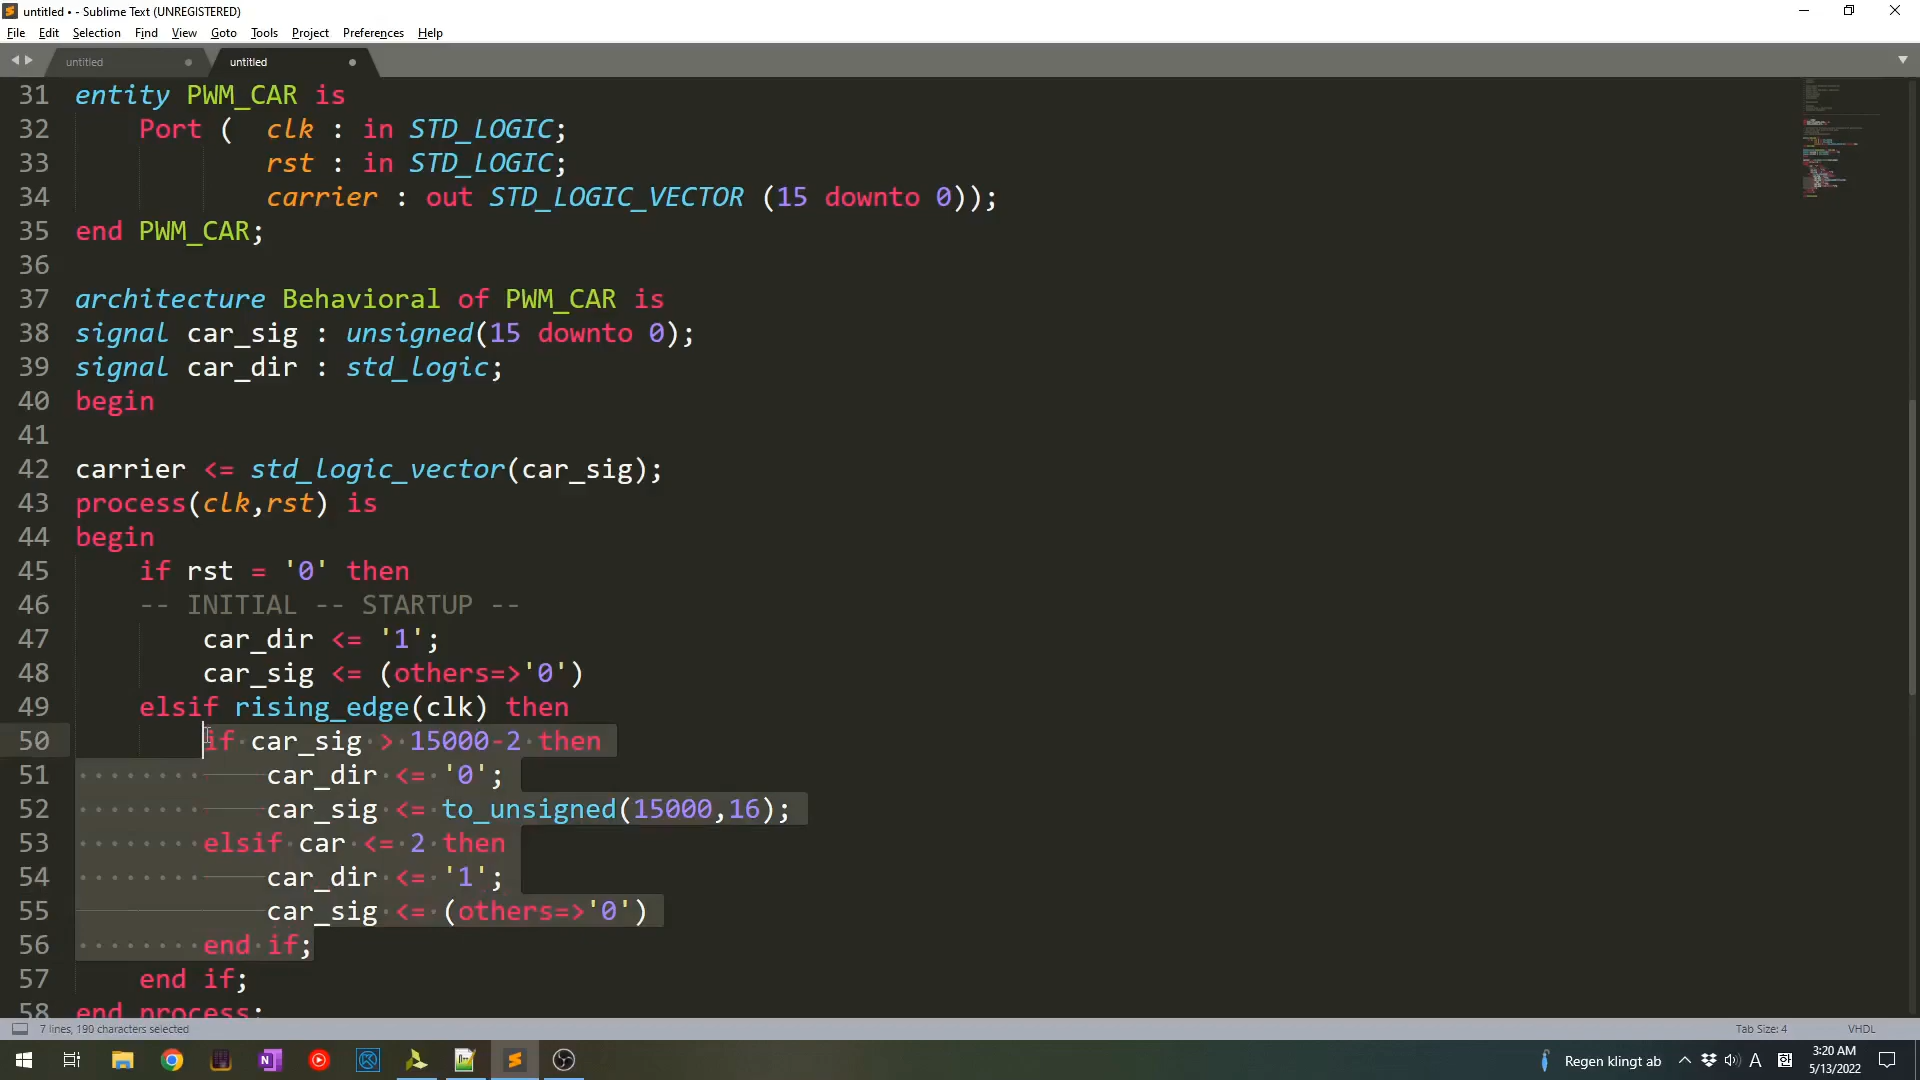 untitled • - Sublime Text (UNREGISTERED)
File Edit Selection Find View Goto Tools Project Preferences Help
untitled untitled
31 entity PWM_CAR is
32 Port ( clk : in STD_LOGIC;
33 rst : in STD_LOGIC;
34 carrier : out STD_LOGIC_VECTOR (15 downto 0));
35 end PWM_CAR;
36
37 architecture Behavioral of PWM_CAR is
38 signal car_sig : unsigned(15 downto 0);
39 signal car_dir : std_logic;
40 begin
41
42 carrier <= std_logic_vector(car_sig);
43 process(clk,rst) is
44 begin
45 if rst = '0' then
46 -- INITIAL -- STARTUP --
47 car_dir <= '1';
48 car_sig <= (others=>'0')
49 elsif rising_edge(clk) then
50 if car_sig > 15000-2 then
51 car_dir <= '0';
52 car_sig <= to_unsigned(15000,16);
53 elsif car <= 2 then
54 car_dir <= '1';
55 car_sig <= (others=>'0')
56 end if;
57 end if;
58 end process;
7 lines, 190 characters selected Tab Size: 4 VHDL
Regen klingt ab A 3:20 AM
5/13/2022